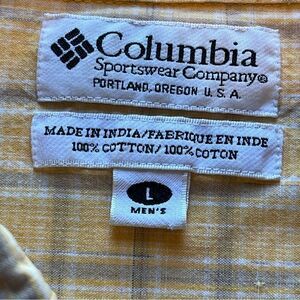 Columbia
Sportswear Company®
PORTLAND, OREGON U.S.A.
MADE IN INDIA/FABRIQUE EN INDE
100% COTTON/100% COTON
L
MEN'S